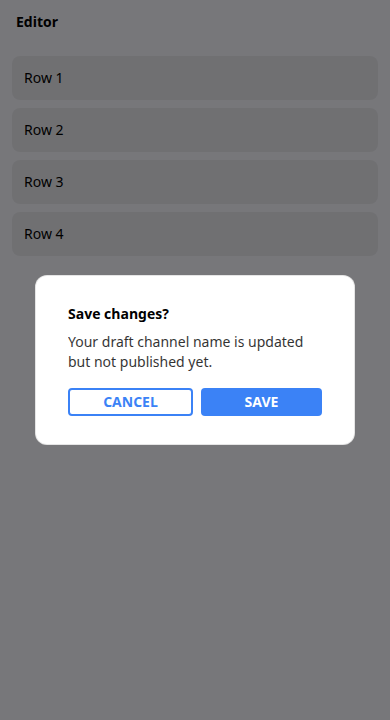 Editor
Row 1
Row 2
Row 3
Row 4
Save changes?
Your draft channel name is updated
but not published yet.
CANCEL
SAVE